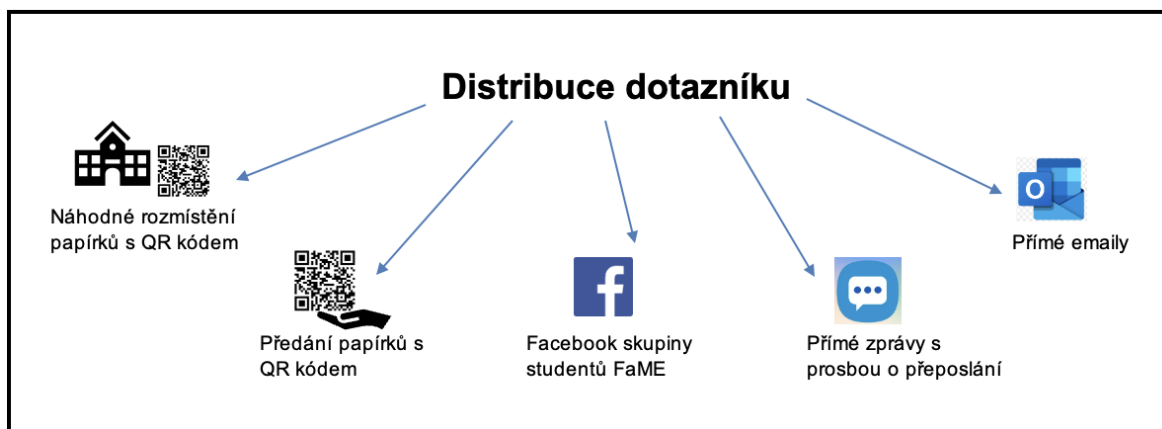 Distribuce dotazníku
Náhodné rozmístění
papírků s QR kódem
Předání papírků s
QR kódem
Facebook skupiny
studentů FaME
Přímé zprávy s
prosbou o přeposlání
O
Přímé emaily